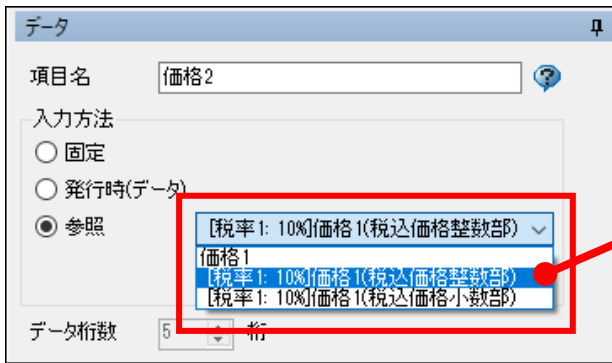 データ
項目名
価格2
入力方法
固定
発行時(データ)
参照
[税率1: 10%]価格1(税込価格整数部)
価格1
[税率1: 10%]価格1(税込価格整数部)
[税率1: 10%]価格1(税込価格小数部)
データ桁数
5
桁